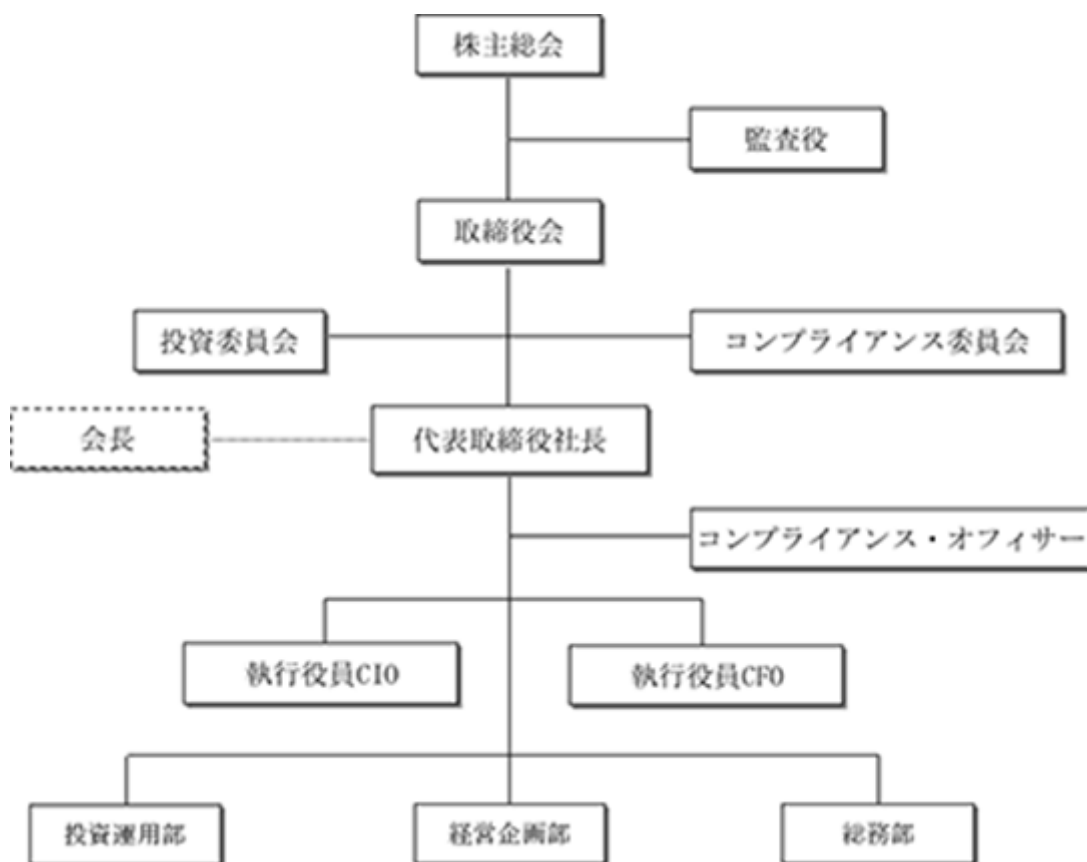 株主総会
監査役
取締役会
投資委員会
コンプライアンス委員会
会長
代表取締役社長
コンプライアンス・オフィサー
執行役員CIO
執行役員CFO
投資運用部
経営企画部
総務部